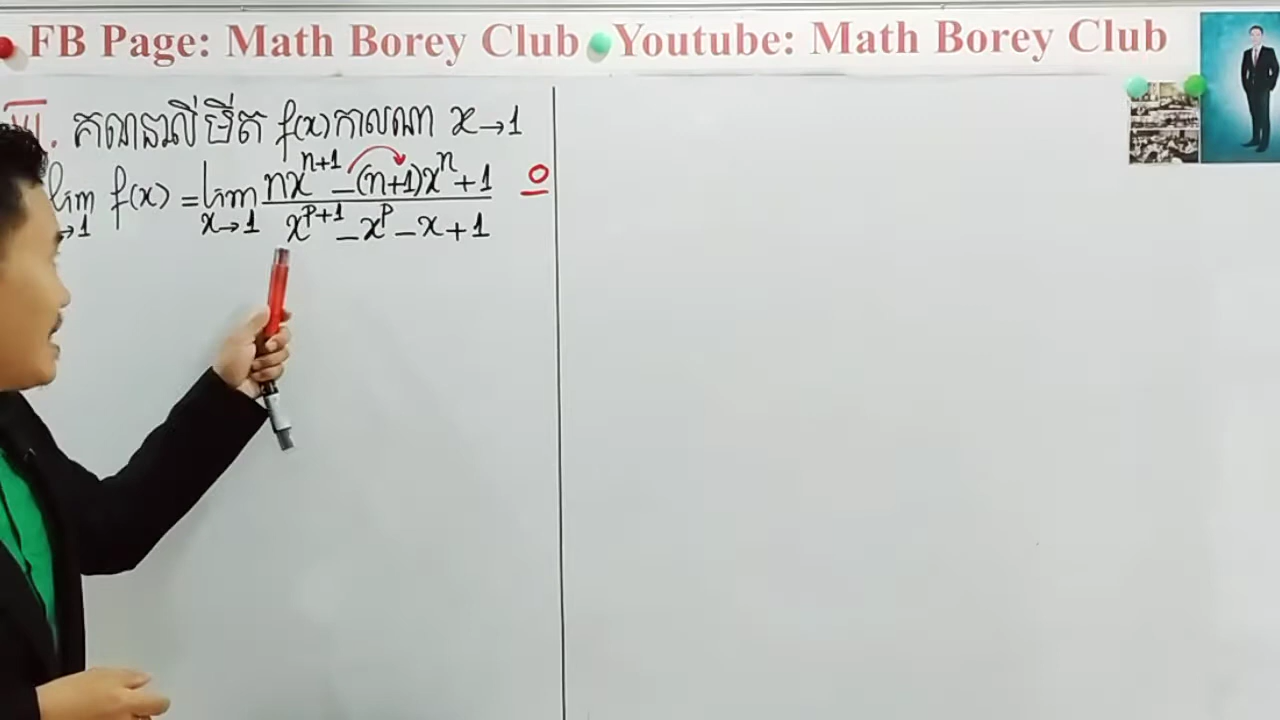 FB Page: Math Borey Club Youtube: Math Borey Club
គណនាលីមីត f(x) កាលណា x→1
lim f(x) = lim x→1 (nx^(n+1) − (n+1)x^n + 1) / (x^(p+1) − x^p − x + 1) 0